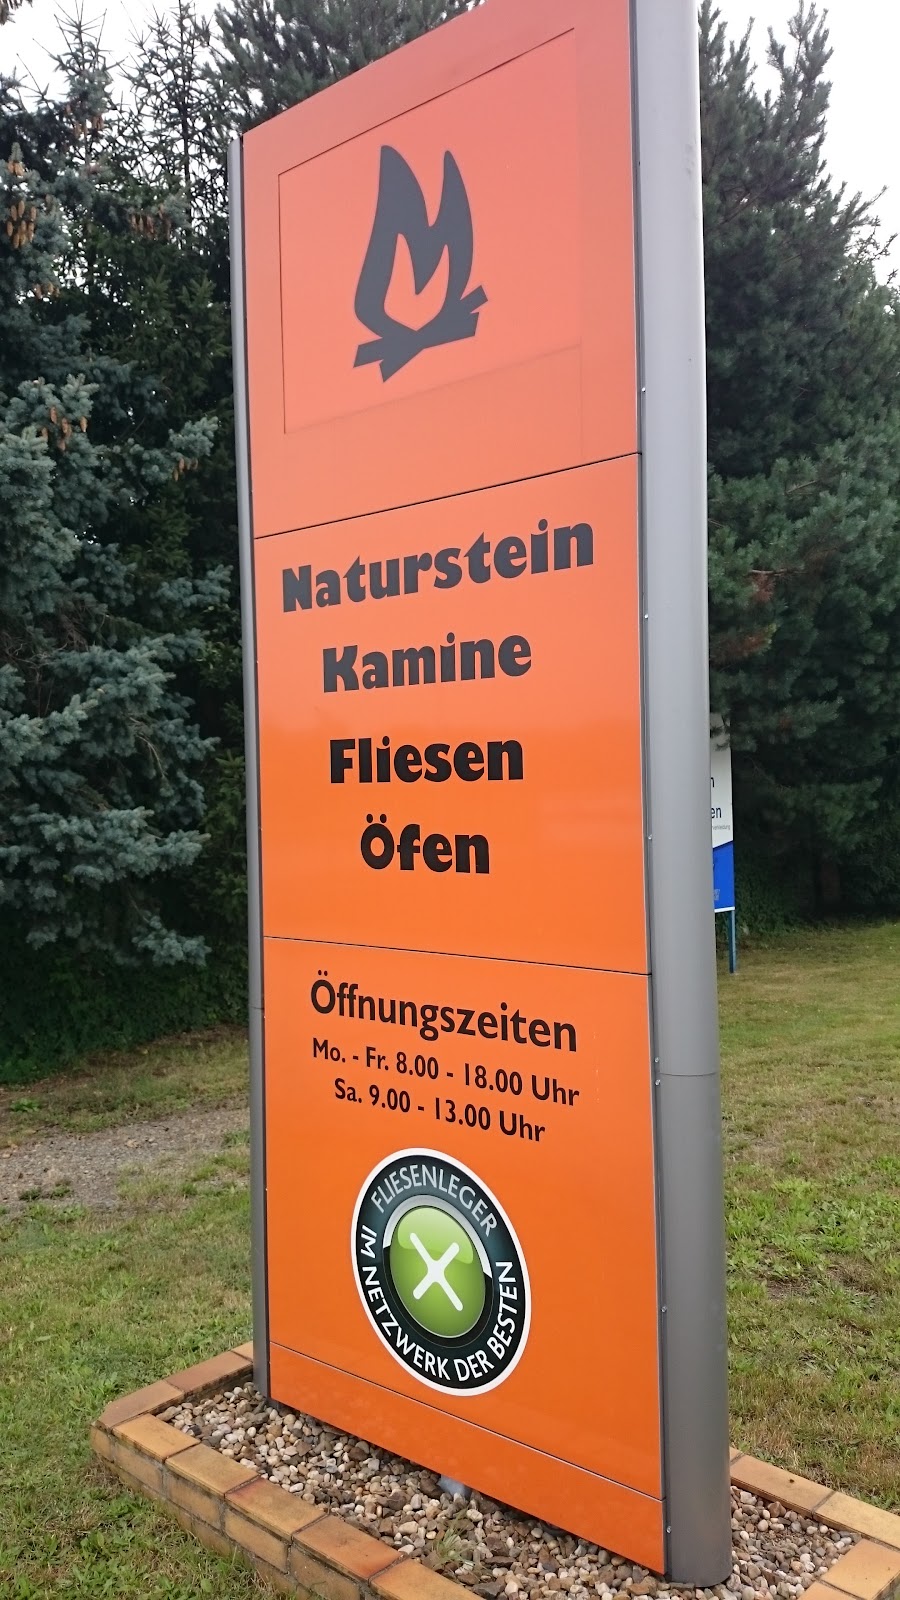 Naturstein
Kamine
Fliesen
Öfen
Öffnungszeiten
Mo. - Fr. 8.00 - 18.00 Uhr
Sa. 9.00 - 13.00 Uhr
FLIESENLEGER
IM NETZWERK DER BESTEN